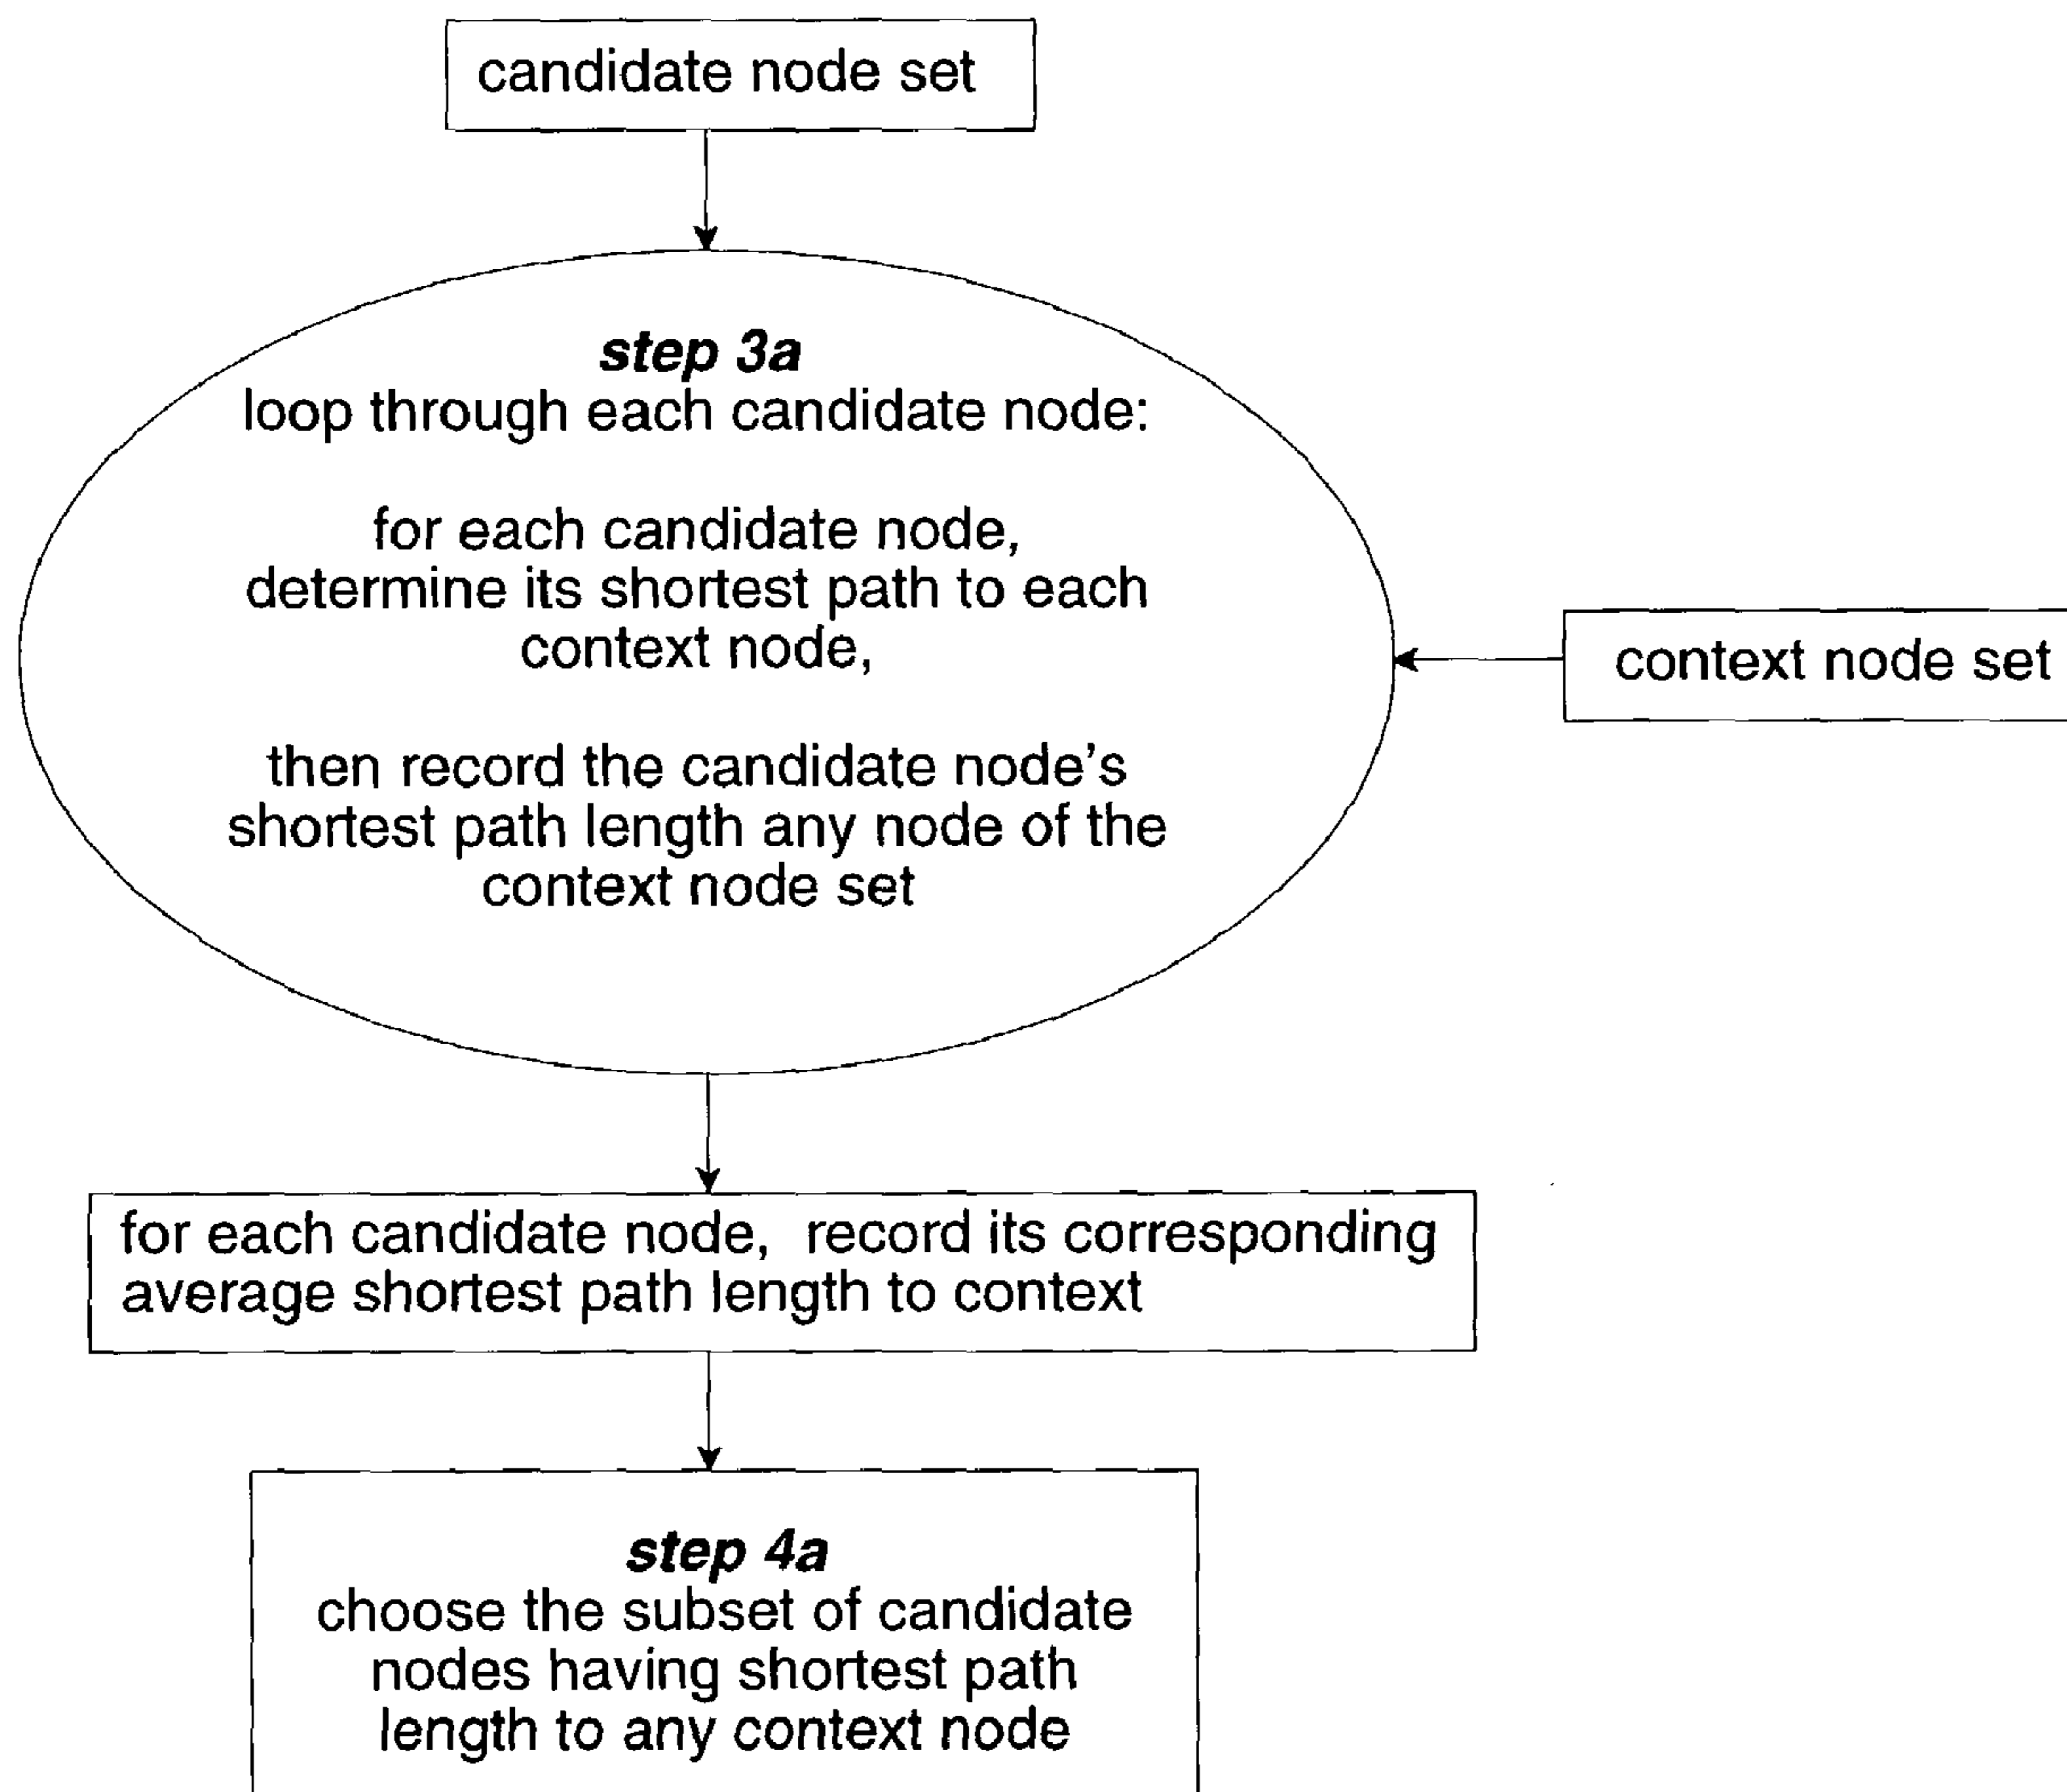 candidate node set
step 3a
loop through each candidate node:
for each candidate node,
determine its shortest path to each
context node,
then record the candidate node's
shortest path length any node of the
context node set
context node set
for each candidate node, record its corresponding
average shortest path length to context
step 4a
choose the subset of candidate
nodes having shortest path
length to any context node